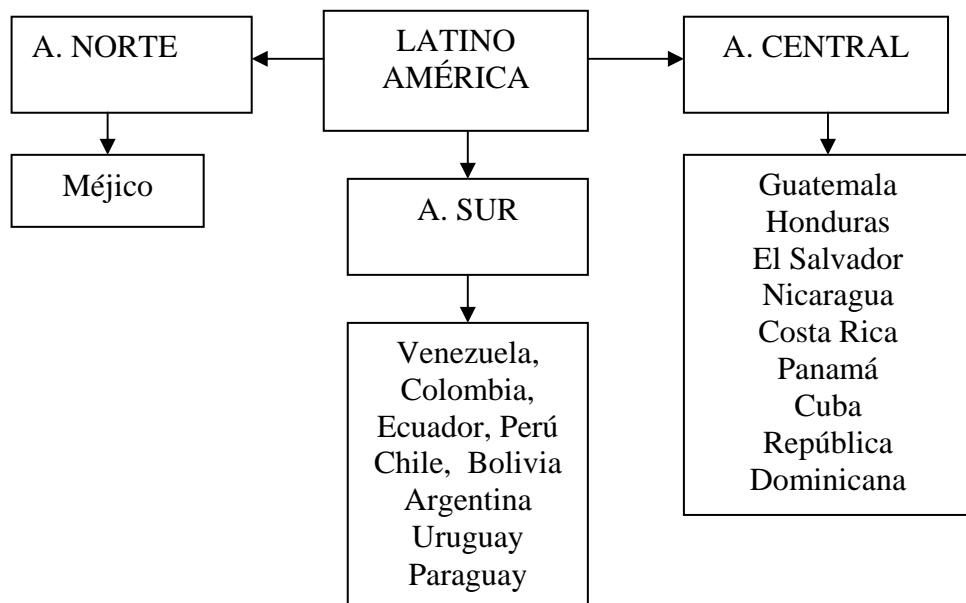 A. NORTE
LATINO
AMÉRICA
A. CENTRAL
Méjico
A. SUR
Guatemala
Honduras
El Salvador
Nicaragua
Costa Rica
Panamá
Cuba
República
Dominicana
Venezuela,
Colombia,
Ecuador, Perú
Chile,  Bolivia
Argentina
Uruguay
Paraguay